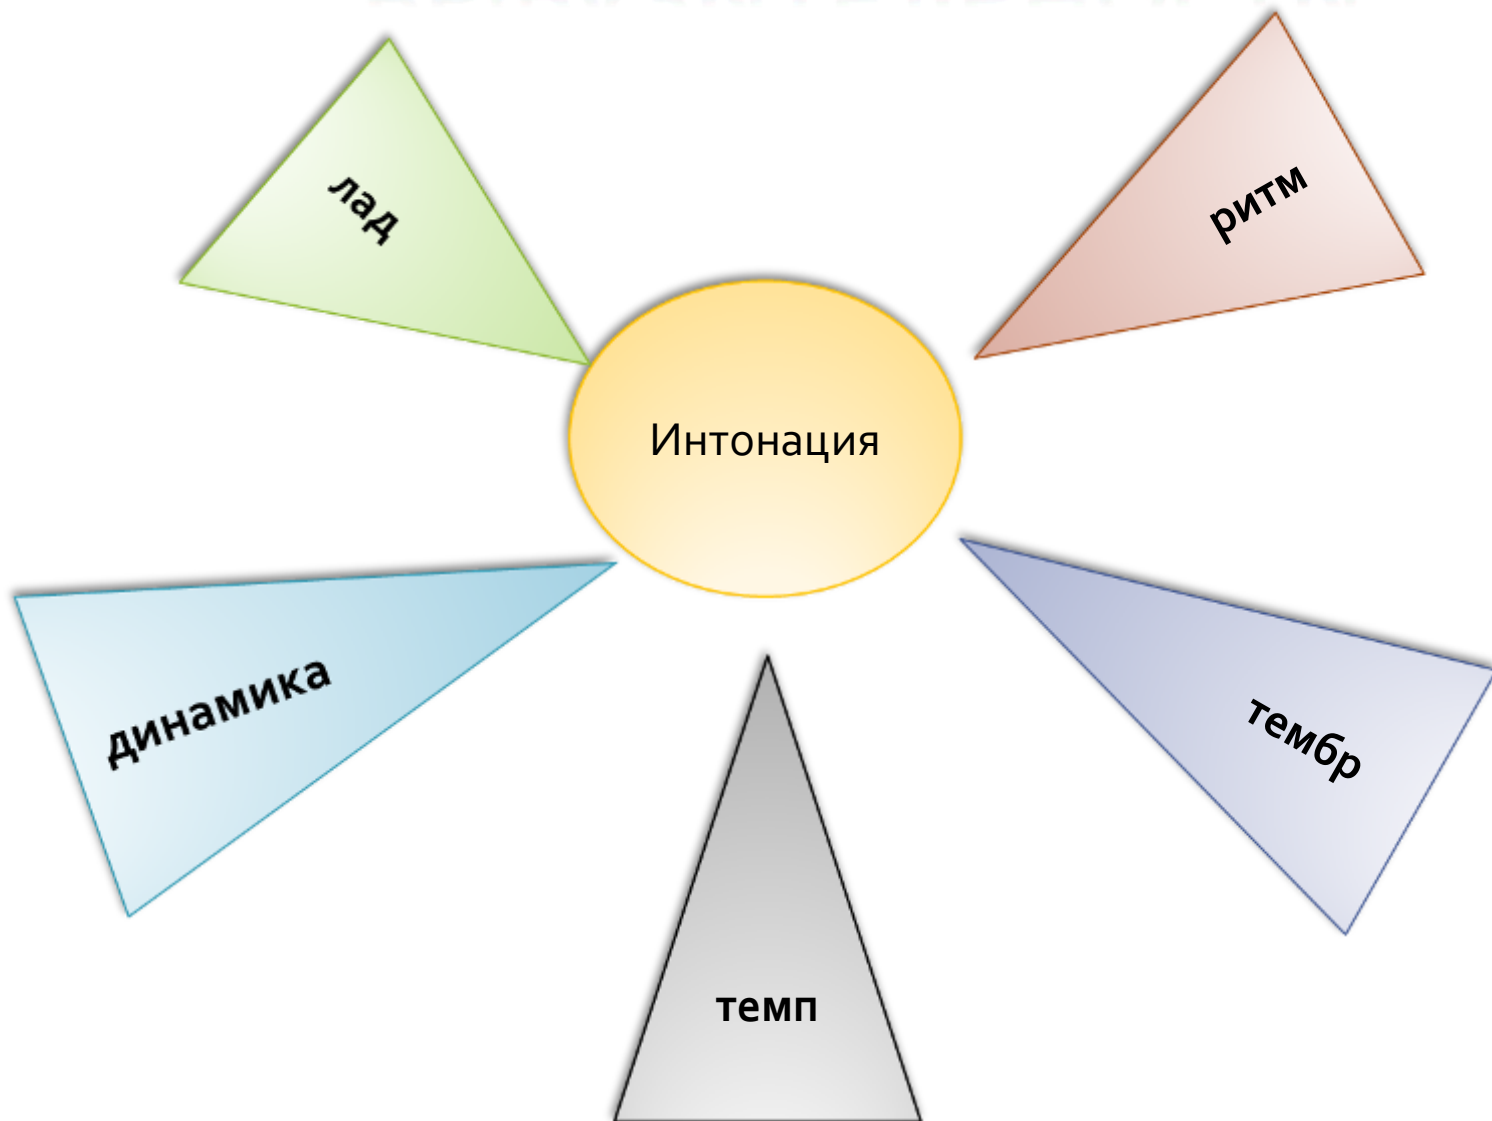 лад
ритм
Интонация
динамика
тембр
темп